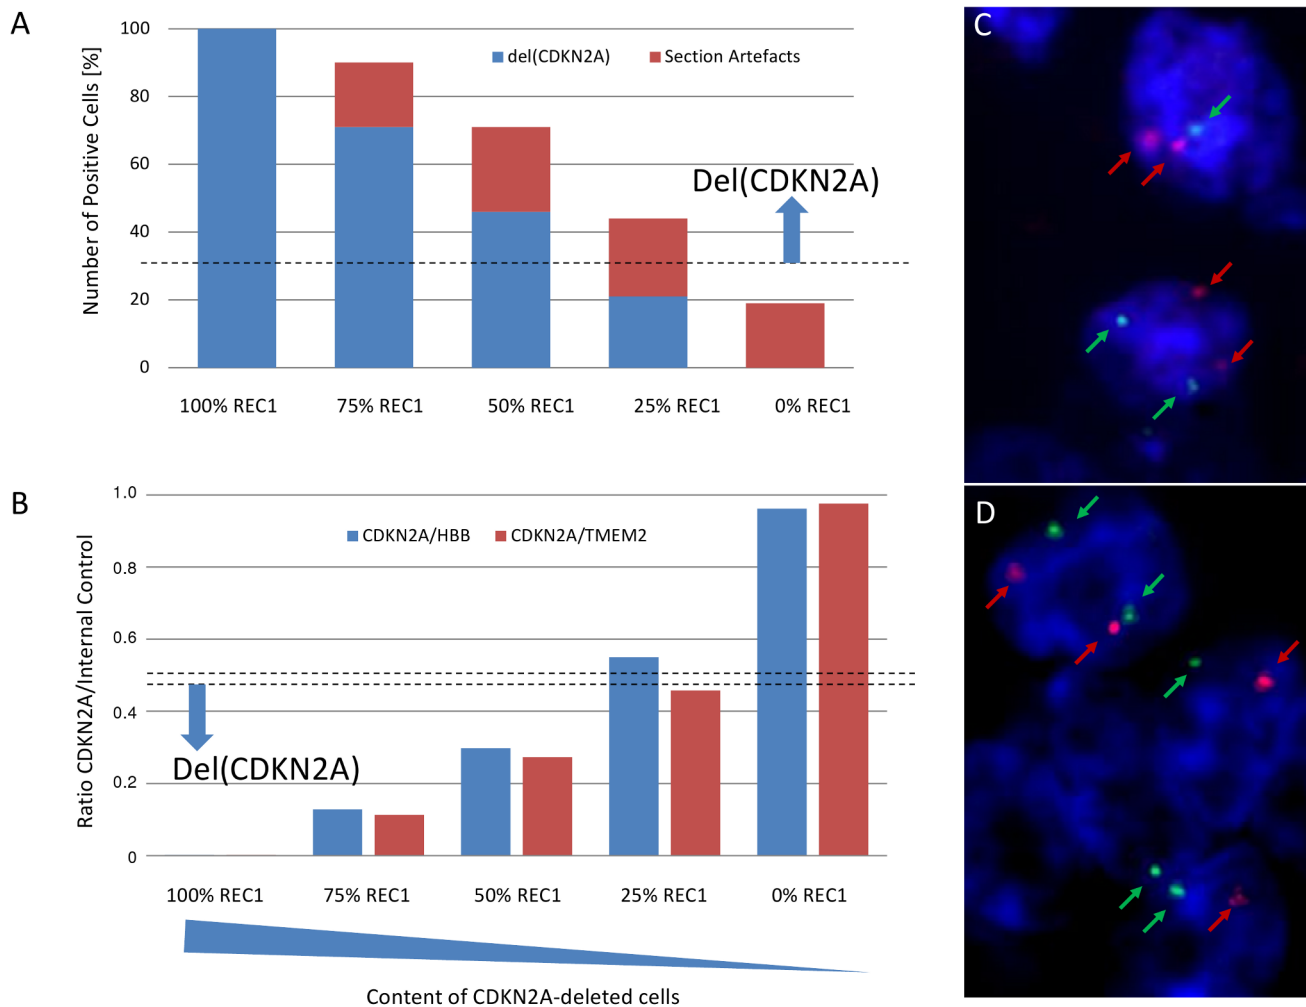 A
Number of Positive Cells [%]
100
80
60
40
20
0
del(CDKN2A) Section Artefacts
Del(CDKN2A)
100% REC1 75% REC1 50% REC1 25% REC1 0% REC1
B
Ratio CDKN2A/Internal Control
1.0
0.8
0.6
0.4
0.2
0
CDKN2A/HBB CDKN2A/TMEM2
Del(CDKN2A)
100% REC1 75% REC1 50% REC1 25% REC1 0% REC1
Content of CDKN2A-deleted cells
C
D